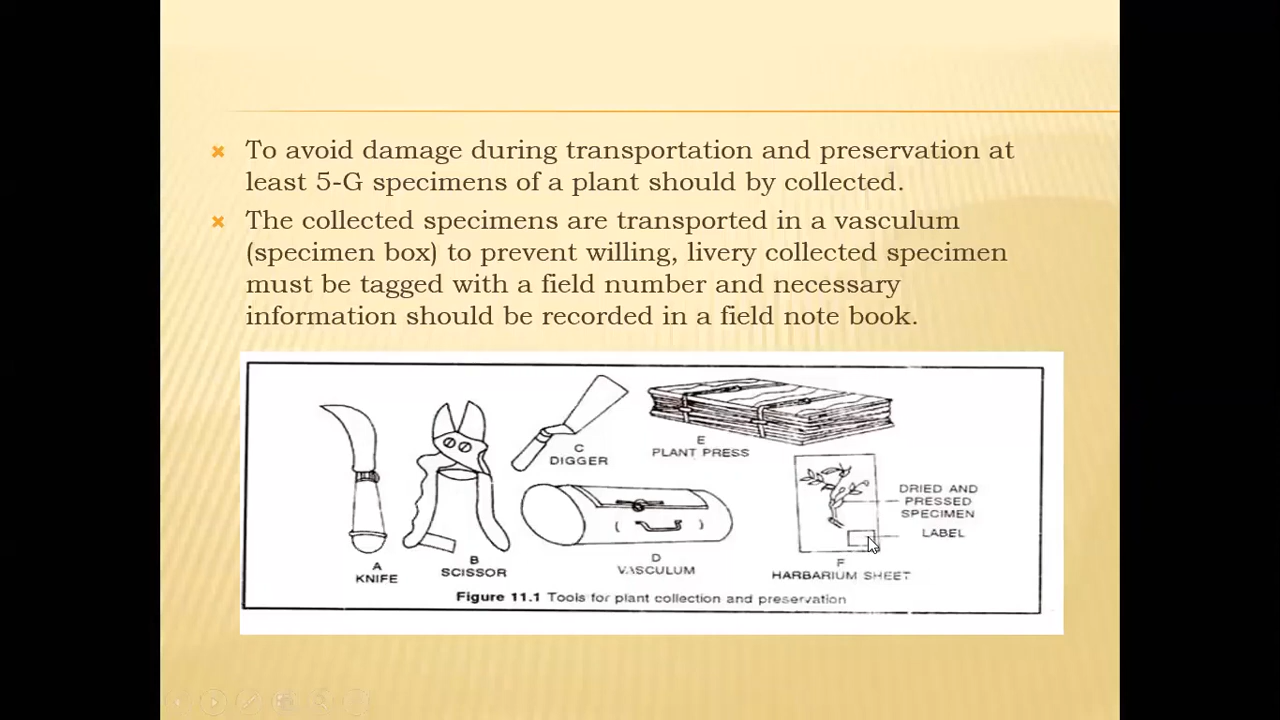 To avoid damage during transportation and preservation at
least 5-G specimens of a plant should by collected.
The collected specimens are transported in a vasculum
(specimen box) to prevent willing, livery collected specimen
must be tagged with a field number and necessary
information should be recorded in a field note book.
A
KNIFE
B
SCISSOR
C
DIGGER
D
VASCULUM
E
PLANT PRESS
DRIED AND
PRESSED
SPECIMEN
LABEL
F
HARBARIUM SHEET
Figure 11.1 Tools for plant collection and preservation